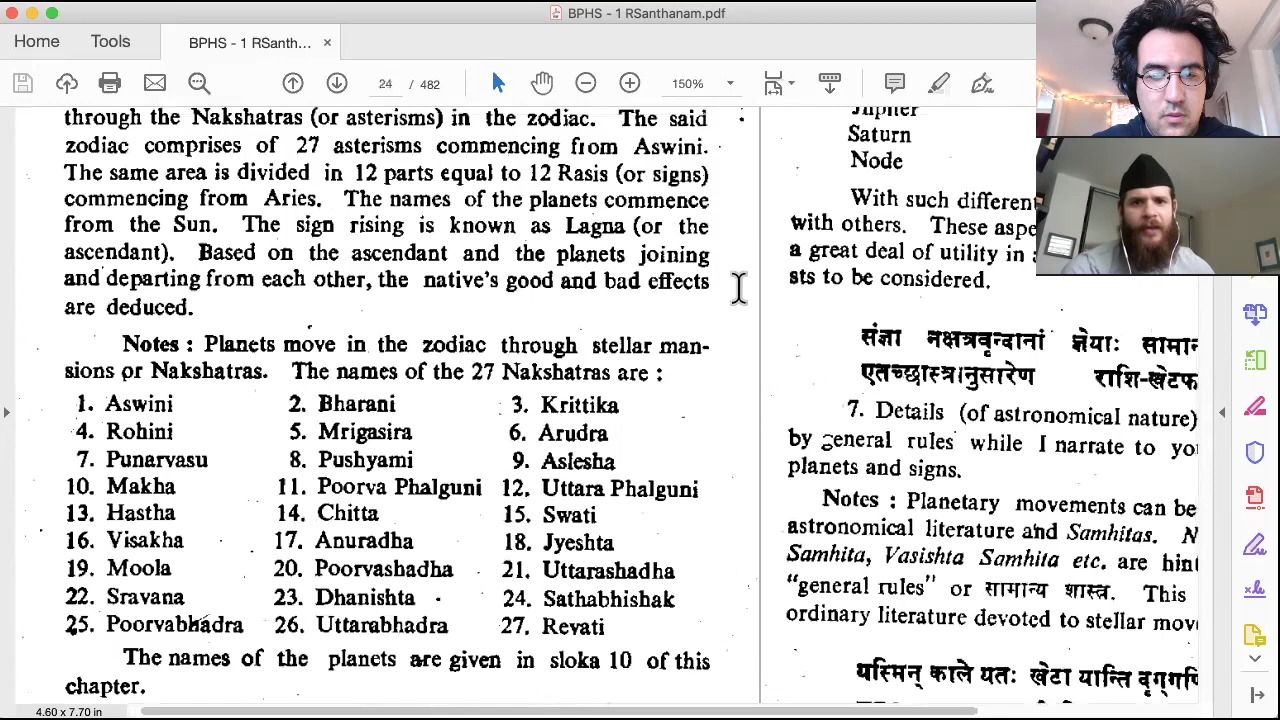 BPHS - 1 RSanthanam.pdf
Home Tools BPHS - 1 RSanth... ×
24 / 482 150%
through the Nakshatras (or asterisms) in the zodiac. The said
zodiac comprises of 27 asterisms commencing from Aswini.
The same area is divided in 12 parts equal to 12 Rasis (or signs)
commencing from Aries. The names of the planets commence
from the Sun. The sign rising is known as Lagna (or the
ascendant). Based on the ascendant and the planets joining
and departing from each other, the native's good and bad effects
are deduced.
Notes : Planets move in the zodiac through stellar man-
sions or Nakshatras. The names of the 27 Nakshatras are :
1. Aswini 2. Bharani 3. Krittika
4. Rohini 5. Mrigasira 6. Arudra
7. Punarvasu 8. Pushyami 9. Aslesha
10. Makha 11. Poorva Phalguni 12. Uttara Phalguni
13. Hastha 14. Chitta 15. Swati
16. Visakha 17. Anuradha 18. Jyeshta
19. Moola 20. Poorvashadha 21. Uttarashadha
22. Sravana 23. Dhanishta 24. Sathabhishak
25. Poorvabhadra 26. Uttarabhadra 27. Revati
The names of the planets are given in sloka 10 of this
chapter.
4.60 x 7.70 in
Jupiter
Saturn
Node
With such different
with others. These aspe
a great deal of utility in
sts to be considered.
संज्ञा नक्षत्रवृन्दानां ज्ञेयाः सामान
एतच्छास्त्रानुसारेण राशि-खेटफ
7. Details (of astronomical nature)
by general rules while I narrate to yo
planets and signs.
Notes : Planetary movements can be
astronomical literature and Samhitas. N
Samhita, Vasishta Samhita etc. are hint
"general rules" or सामान्य शास्त्र. This
ordinary literature devoted to stellar mov
यस्मिन् काले यतः खेटा यान्ति दृग्गणि